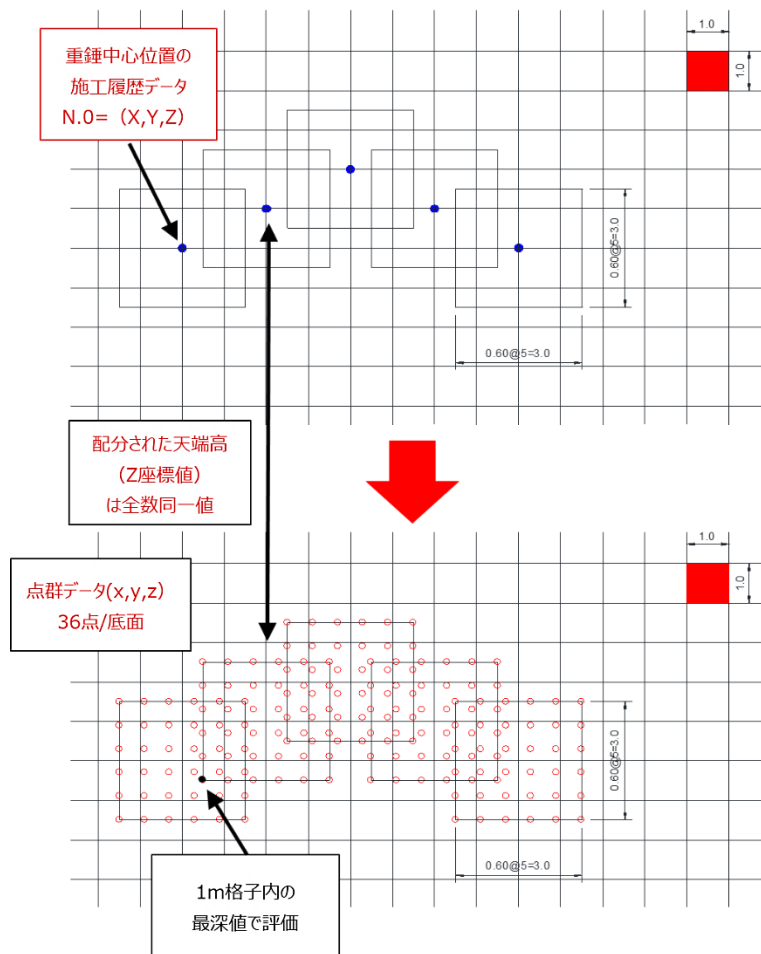 重錘中心位置の
施工履歴データ
N.0=（X,Y,Z）
1.0
1.0
0.60@5=3.0
0.60@5=3.0
配分された天端高
（Z座標値）
は全数同一値
点群データ(x,y,z)
36点/底面
1.0
1.0
0.60@5=3.0
0.60@5=3.0
1m格子内の
最深値で評価